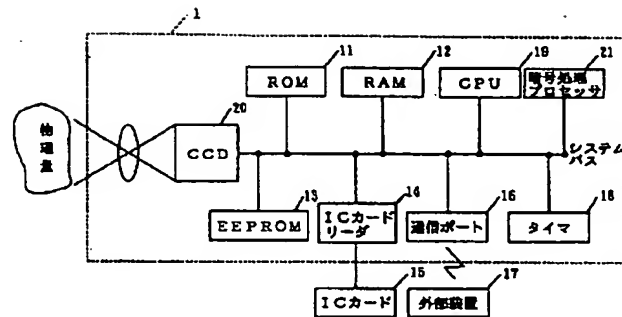 1
11
12
19
21
ROM
RAM
CPU
暗号処理
プロセッサ
20
物理量
CCD
システム
バス
13
14
16
18
EEPROM
ICカード
リーダ
通信ポート
タイマ
15
17
ICカード
外部装置